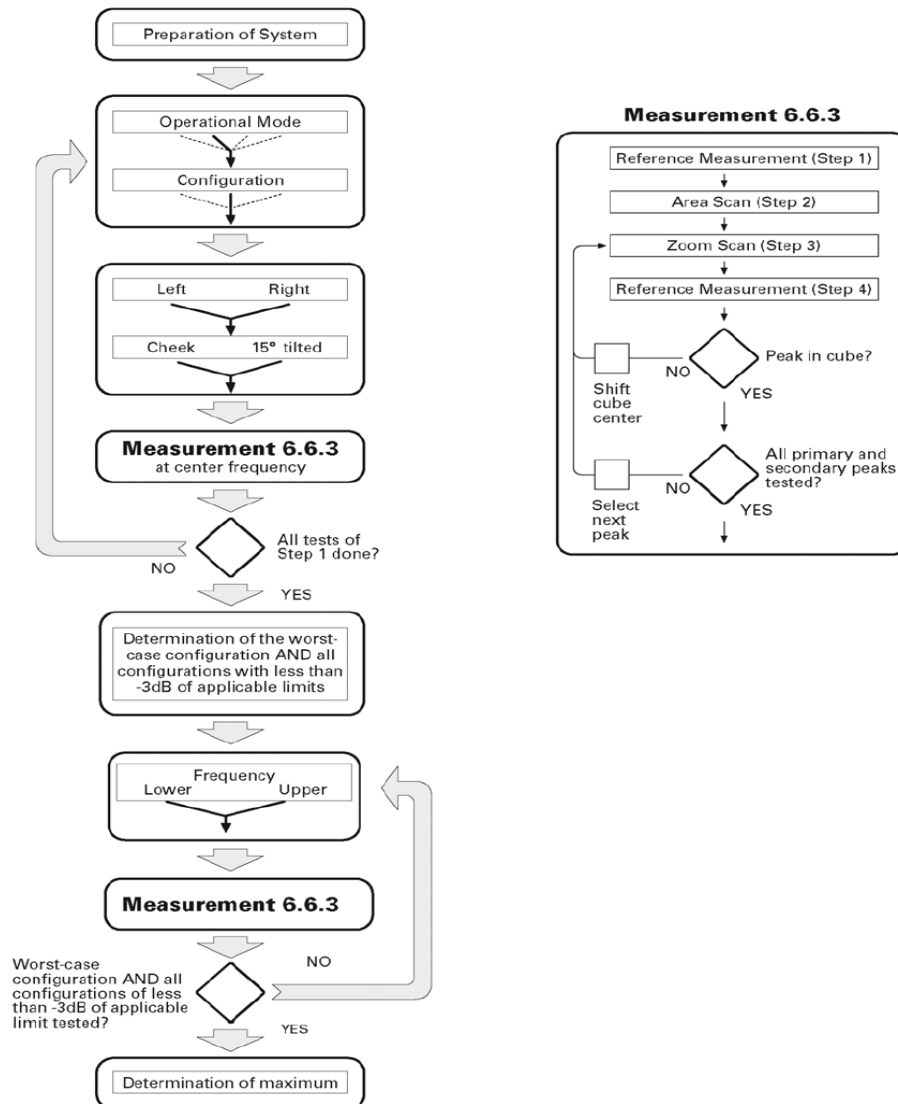 Preparation of System
Operational Mode
Configuration
Left Right
Cheek 15° tilted
Measurement 6.6.3
at center frequency
All tests of
Step 1 done?
NO
YES
Determination of the worst-
case configuration AND all
configurations with less than
-3dB of applicable limits
Frequency
Lower Upper
Measurement 6.6.3
Worst-case
configuration AND all
configurations of less
than -3dB of applicable
limit tested?
NO
YES
Determination of maximum
Measurement 6.6.3
Reference Measurement (Step 1)
Area Scan (Step 2)
Zoom Scan (Step 3)
Reference Measurement (Step 4)
Peak in cube?
NO
YES
Shift
cube
center
All primary and
secondary peaks
tested?
NO
YES
Select
next
peak